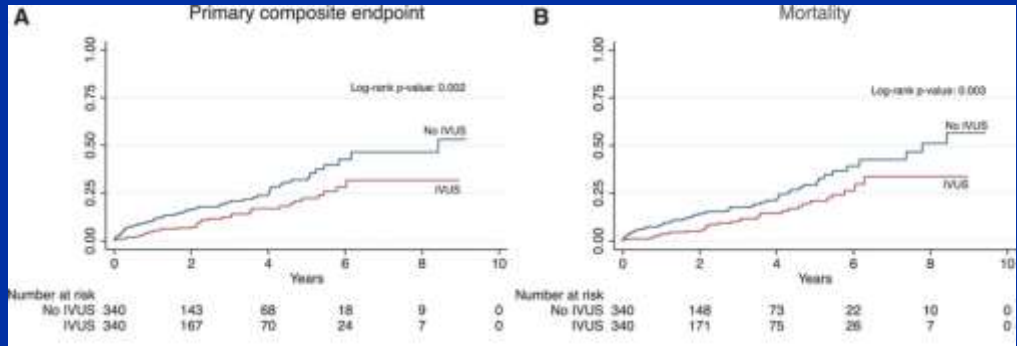 A Primary composite endpoint
1.00
0.75
0.50
0.25
0.00
Log-rank p-value: 0.002
No IVUS
IVUS
0 2 4 6 8 10
Years
Number at risk
No IVUS 340 143 68 18 9 0
IVUS 340 167 70 24 7 0
B Mortality
1.00
0.75
0.50
0.25
0.00
Log-rank p-value: 0.003
No IVUS
IVUS
0 2 4 6 8 10
Years
Number at risk
No IVUS 340 148 73 22 10 0
IVUS 340 171 75 26 7 0